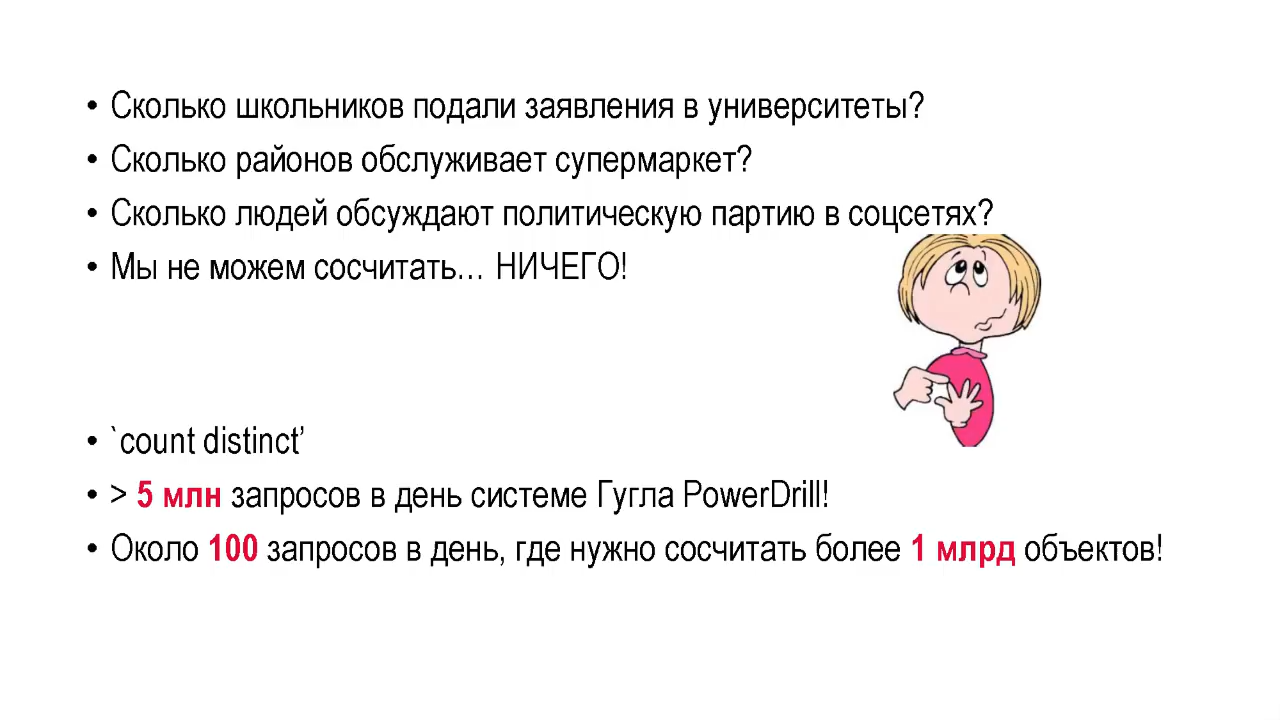 • Сколько школьников подали заявления в университеты?
• Сколько районов обслуживает супермаркет?
• Сколько людей обсуждают политическую партию в соцсетях?
• Мы не можем сосчитать… НИЧЕГО!
• `count distinct’
• > 5 млн запросов в день системе Гугла PowerDrill!
• Около 100 запросов в день, где нужно сосчитать более 1 млрд объектов!